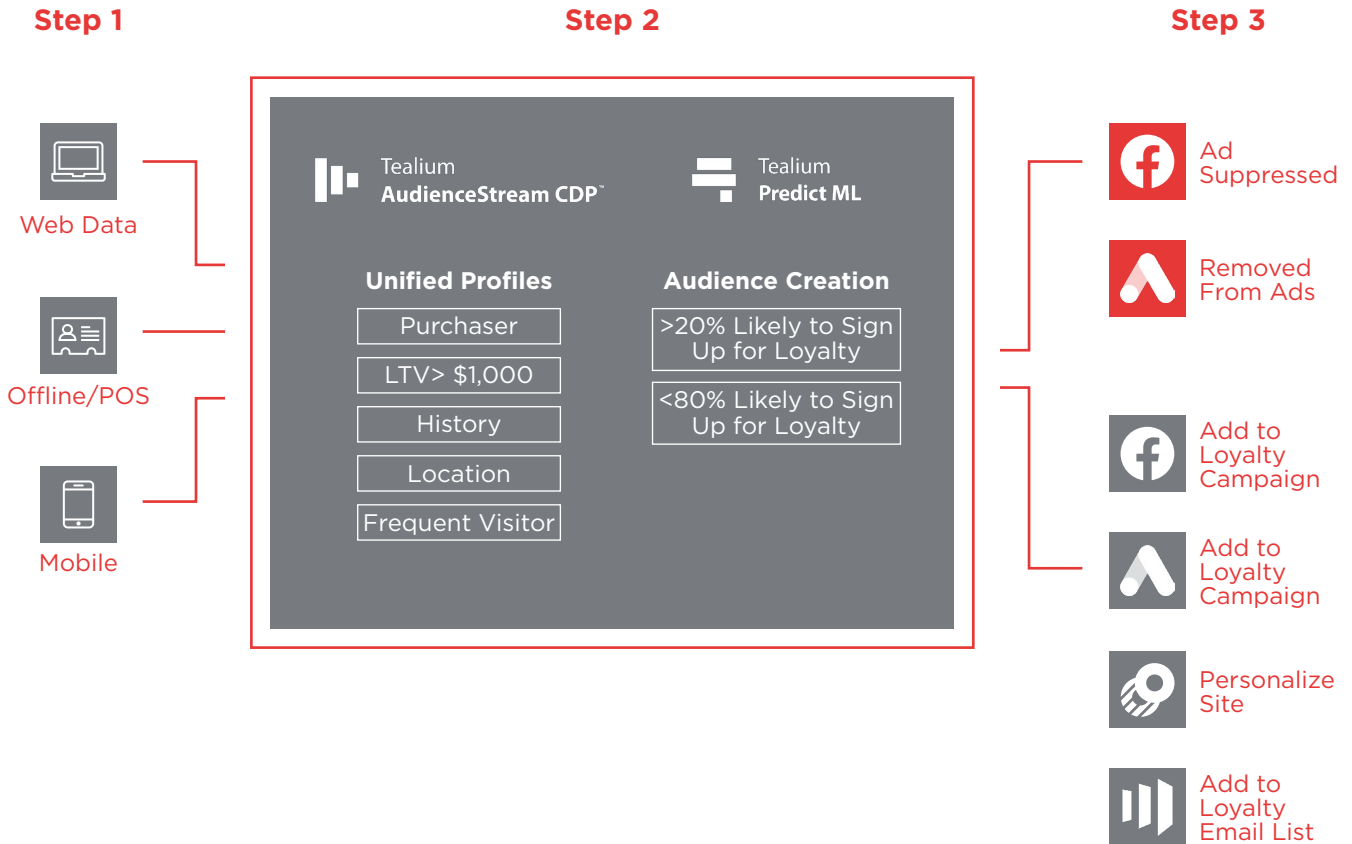 Step 1
Step 2
Step 3
Web Data
Offline/POS
Mobile
Tealium
AudienceStream CDP™
Tealium
Predict ML
Unified Profiles
Purchaser
LTV> $1,000
History
Location
Frequent Visitor
Audience Creation
>20% Likely to Sign
Up for Loyalty
<80% Likely to Sign
Up for Loyalty
Ad
Suppressed
Removed
From Ads
Add to
Loyalty
Campaign
Add to
Loyalty
Campaign
Personalize
Site
Add to
Loyalty
Email List